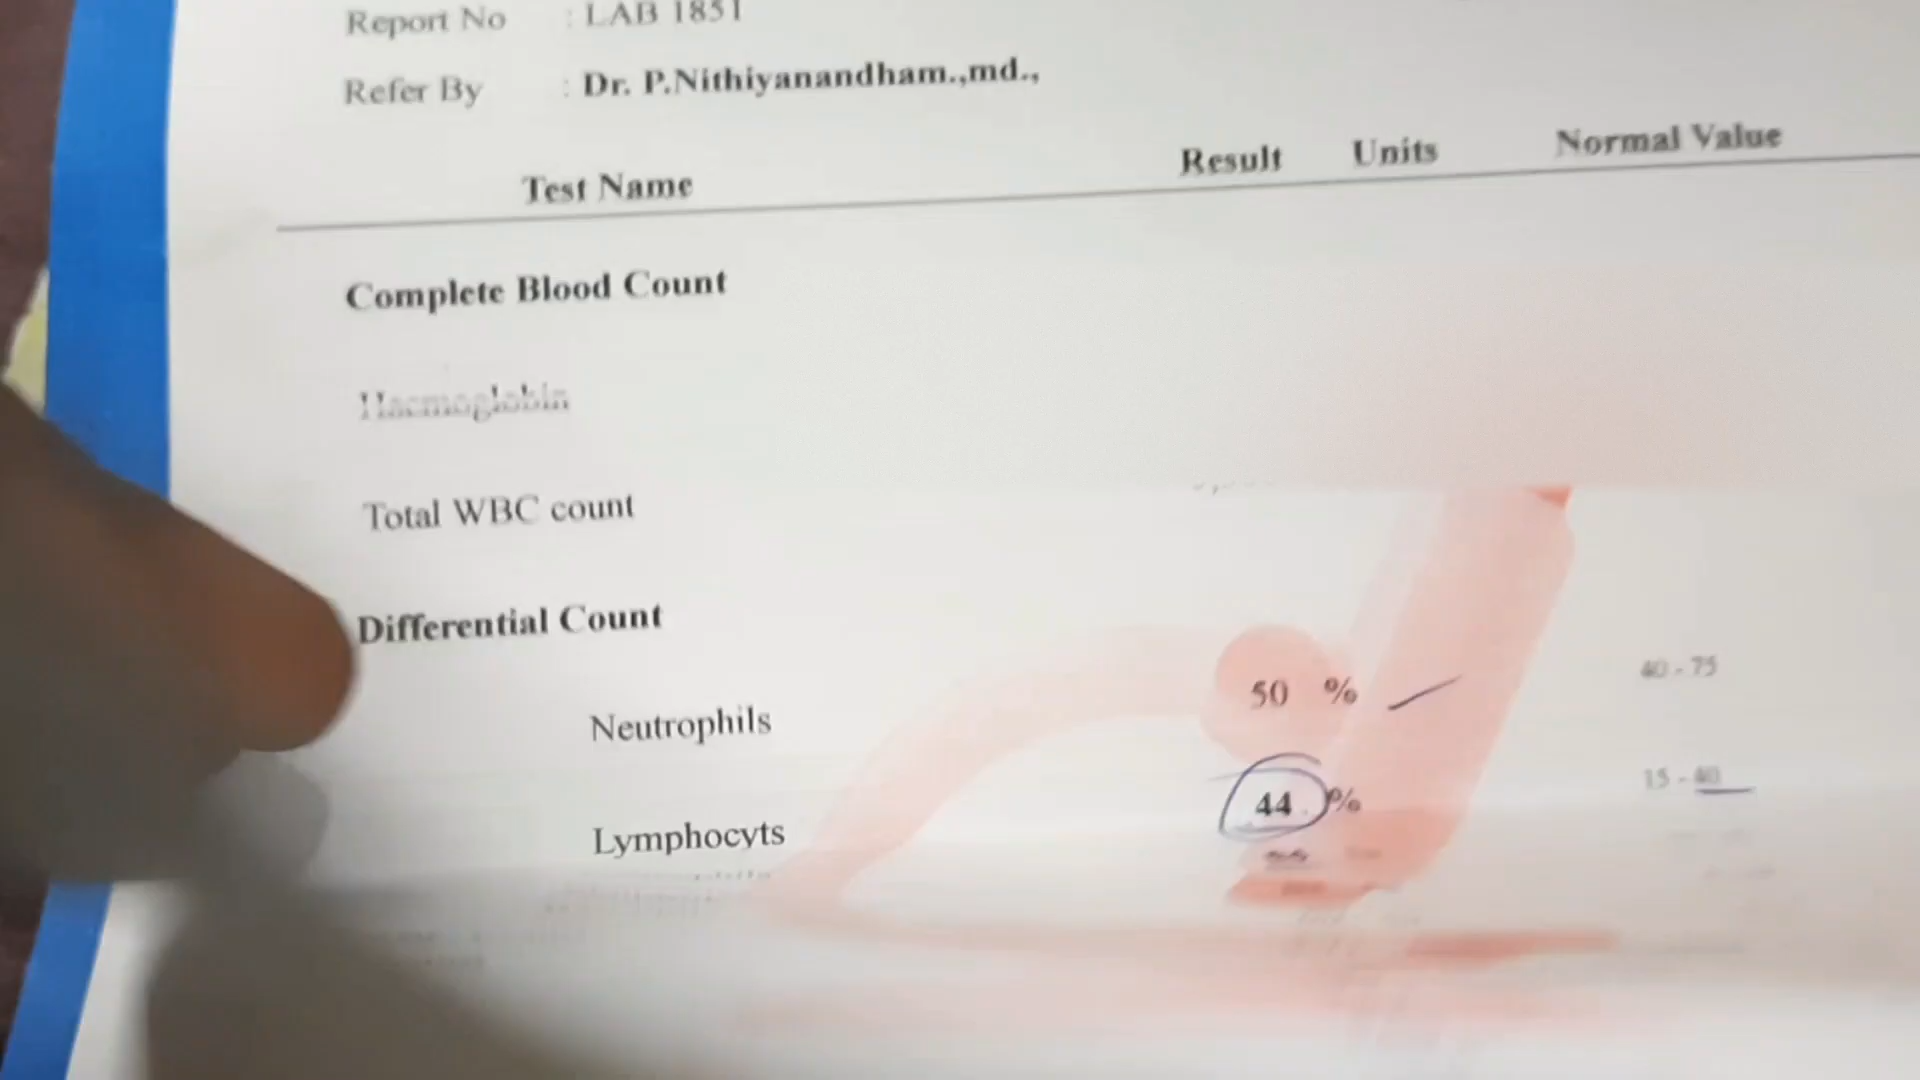 Report No : LAB 1851
Refer By : Dr. P.Nithiyanandham.,md.,
Test Name Result Units Normal Value
Complete Blood Count
Haemoglobin
Total WBC count
Differential Count
Neutrophils 50 % 40 - 75
Lymphocyts 44 % 15 - 40